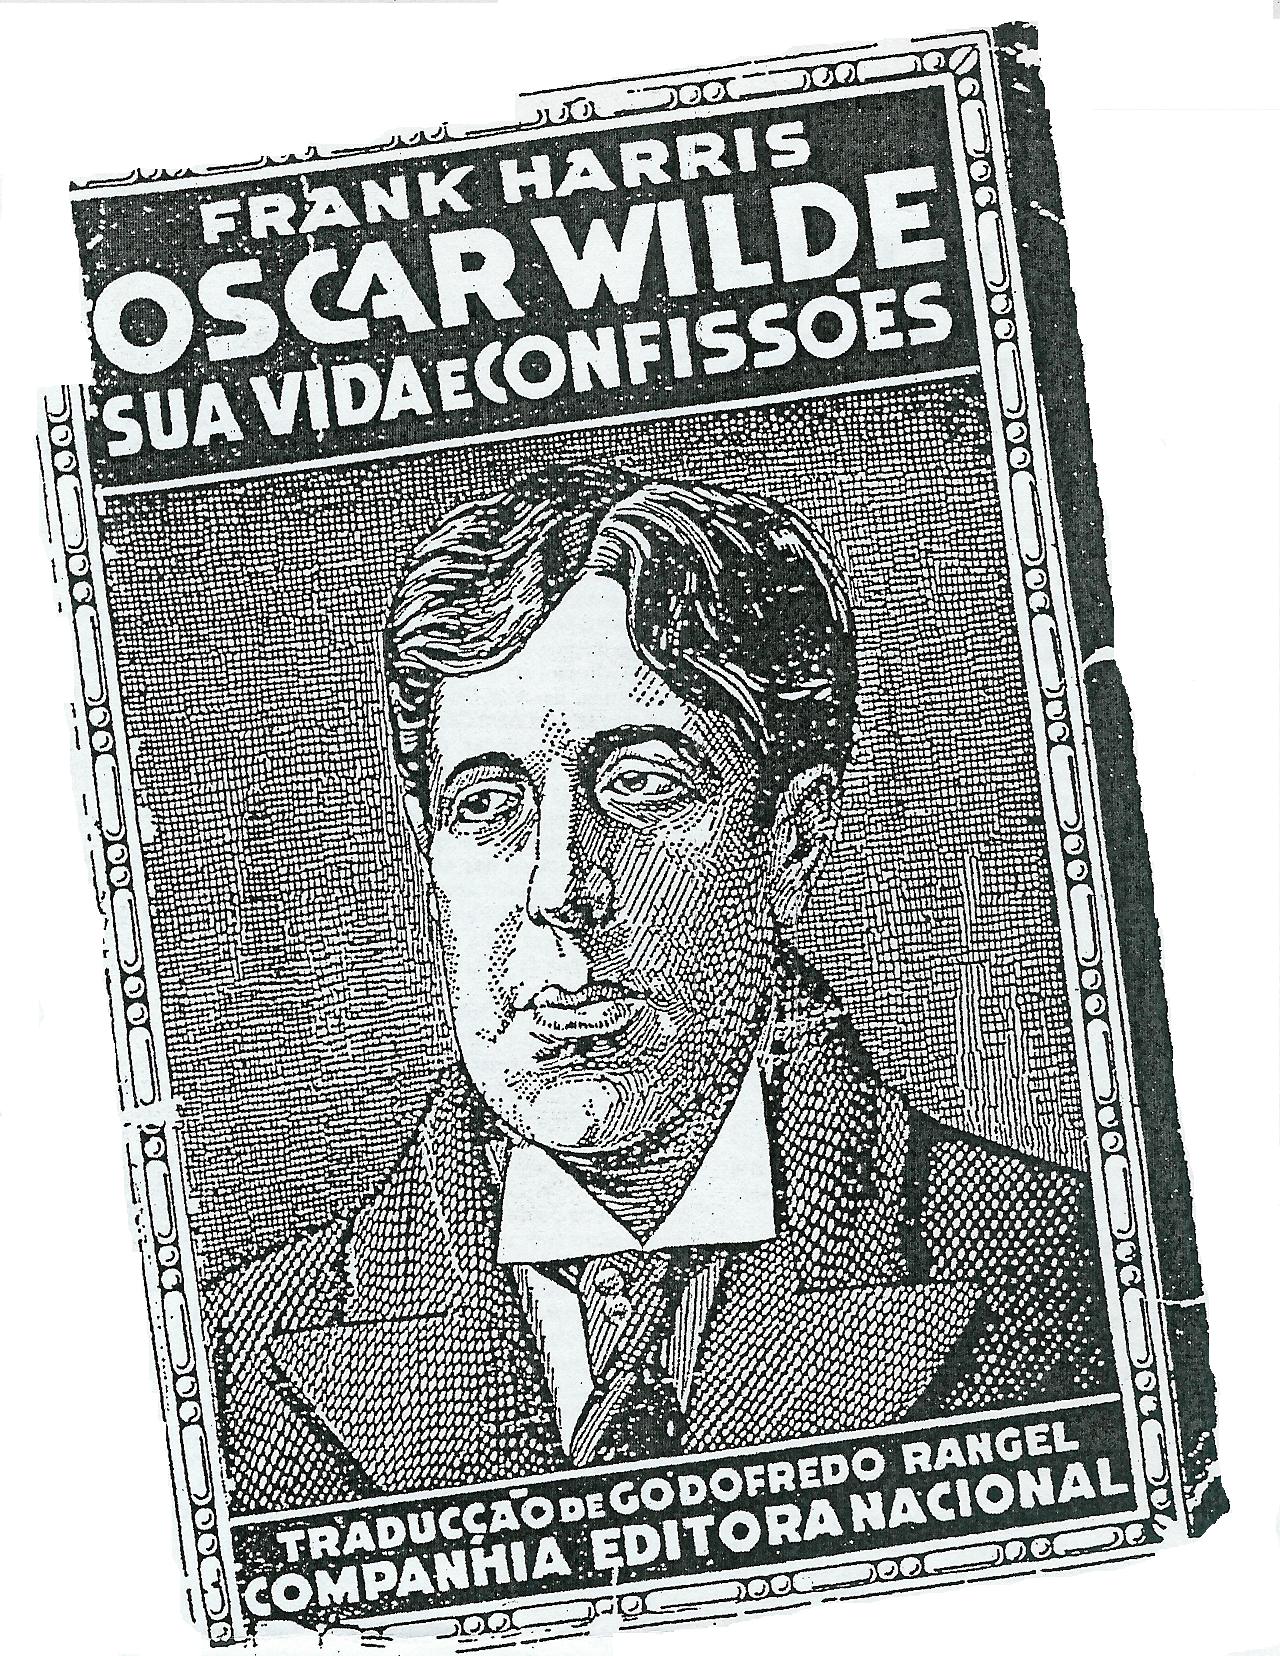 FRANK HARRIS
OSCAR WILDE
SUA VIDA E CONFISSÕES
TRADUCÇÃO DE GODOFREDO RANGEL
COMPANHIA EDITORA NACIONAL